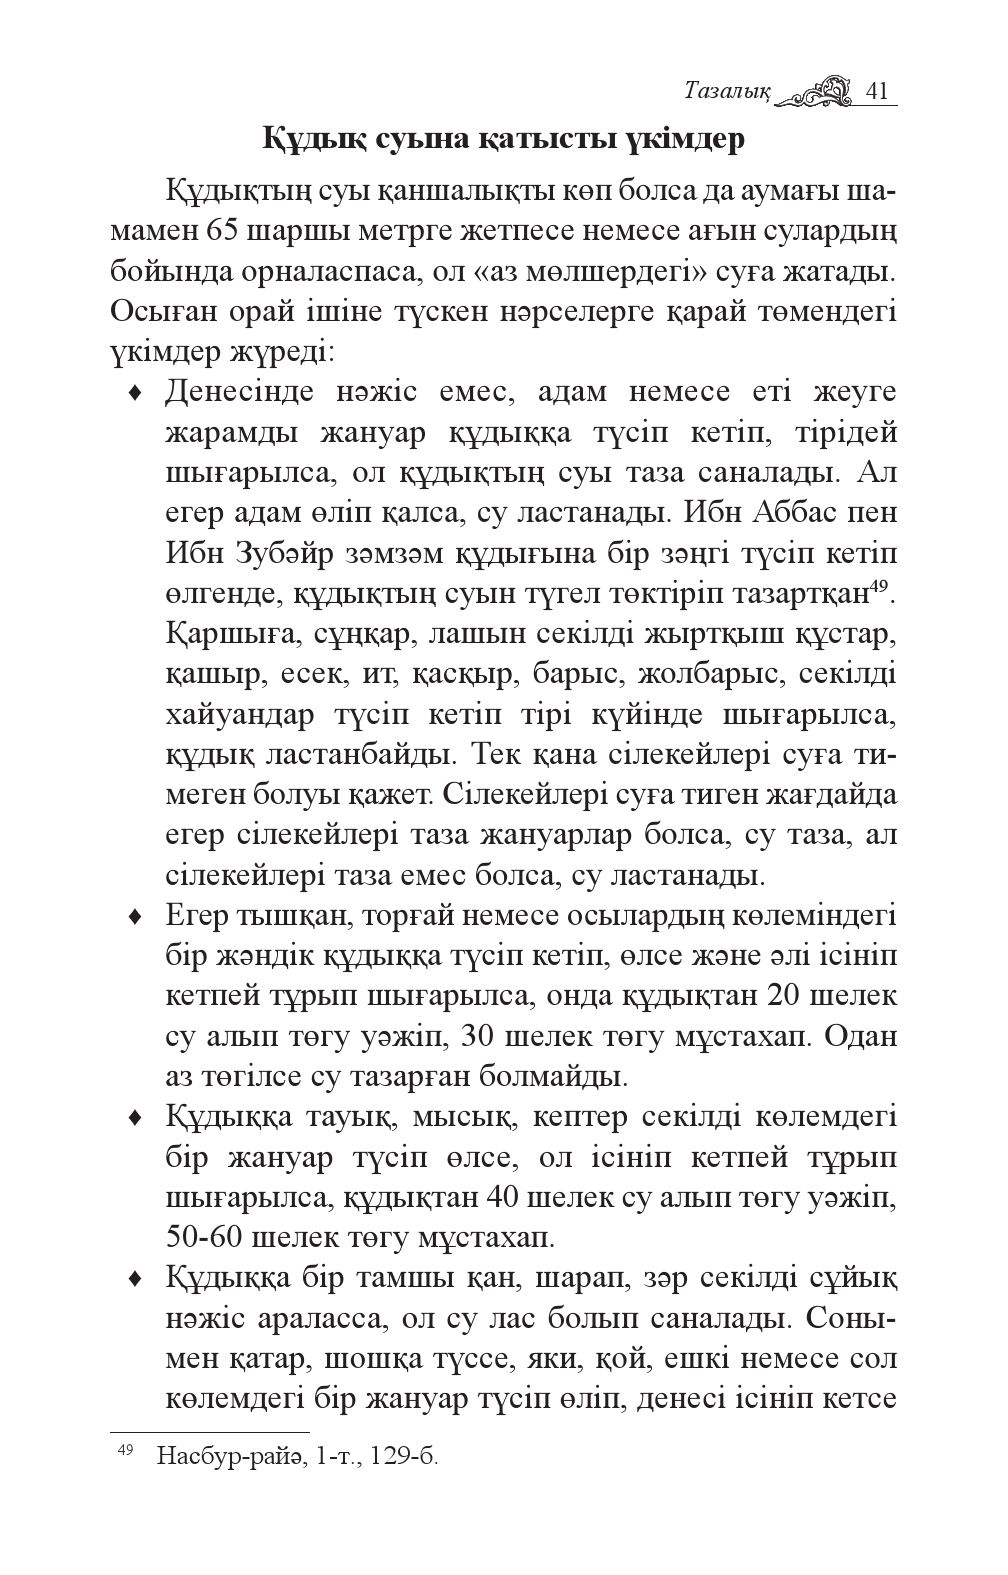 Тазалық 41
Құдық суына қатысты үкімдер
Құдықтың суы қаншалықты көп болса да аумағы ша-
мамен 65 шаршы метрге жетпесе немесе ағын сулардың
бойында орналаспаса, ол «аз мөлшердегі» суға жатады.
Осыған орай ішіне түскен нәрселерге қарай төмендегі
үкімдер жүреді:
♦ Денесінде нәжіс емес, адам немесе еті жеуге
жарамды жануар құдыққа түсіп кетіп, тірідей
шығарылса, ол құдықтың суы таза саналады. Ал
егер адам өліп қалса, су ластанады. Ибн Аббас пен
Ибн Зубәйр зәмзәм құдығына бір зәңгі түсіп кетіп
өлгенде, құдықтың суын түгел төктіріп тазартқан⁴⁹.
Қаршыға, сұңқар, лашын секілді жыртқыш құстар,
қашыр, есек, ит, қасқыр, барыс, жолбарыс, секілді
хайуандар түсіп кетіп тірі күйінде шығарылса,
құдық ластанбайды. Тек қана сілекейлері суға ти-
меген болуы қажет. Сілекейлері суға тиген жағдайда
егер сілекейлері таза жануарлар болса, су таза, ал
сілекейлері таза емес болса, су ластанады.
♦ Егер тышқан, торғай немесе осылардың көлеміндегі
бір жәндік құдыққа түсіп кетіп, өлсе және әлі ісініп
кетпей тұрып шығарылса, онда құдықтан 20 шелек
су алып төгу уәжіп, 30 шелек төгу мұстахап. Одан
аз төгілсе су тазарған болмайды.
♦ Құдыққа тауық, мысық, кептер секілді көлемдегі
бір жануар түсіп өлсе, ол ісініп кетпей тұрып
шығарылса, құдықтан 40 шелек су алып төгу уәжіп,
50-60 шелек төгу мұстахап.
♦ Құдыққа бір тамшы қан, шарап, зәр секілді сұйық
нәжіс араласса, ол су лас болып саналады. Соны-
мен қатар, шошқа түссе, яки, қой, ешкі немесе сол
көлемдегі бір жануар түсіп өліп, денесі ісініп кетсе
⁴⁹ Насбур-райә, 1-т., 129-б.